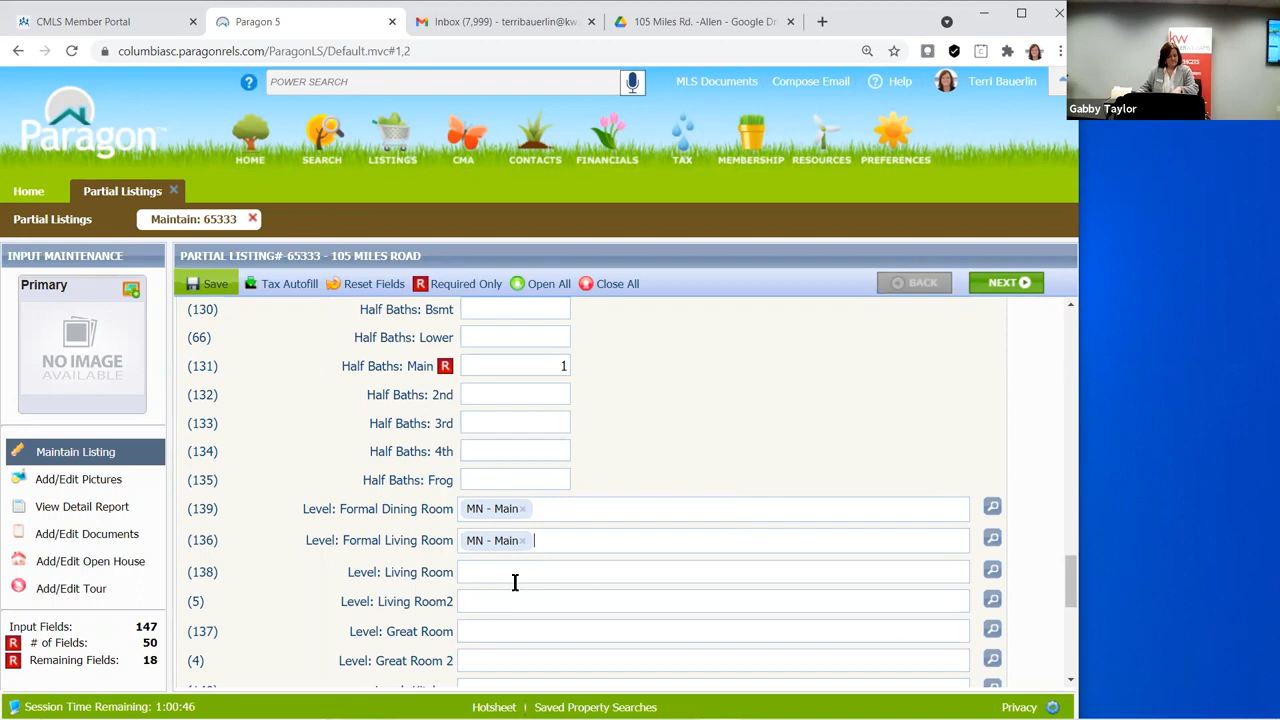 CMLS Member Portal
Paragon 5
Inbox (7,999) - terribauerlin@kw
105 Miles Rd. -Allen - Google Dri
columbiasc.paragonrels.com/ParagonLS/Default.mvc#1,2
kw
Gabby Taylor
POWER SEARCH
MLS Documents
Compose Email
Help
Terri Bauerlin
Paragon
HOME
SEARCH
LISTINGS
CMA
CONTACTS
FINANCIALS
TAX
MEMBERSHIP
RESOURCES
PREFERENCES
Home
Partial Listings
Partial Listings
Maintain: 65333
INPUT MAINTENANCE
Primary
NO IMAGE
AVAILABLE
Maintain Listing
Add/Edit Pictures
View Detail Report
Add/Edit Documents
Add/Edit Open House
Add/Edit Tour
Input Fields: 147
R # of Fields: 50
R Remaining Fields: 18
PARTIAL LISTING#-65333 - 105 MILES ROAD
Save
Tax Autofill
Reset Fields
R Required Only
Open All
Close All
BACK
NEXT
(130) Half Baths: Bsmt
(66) Half Baths: Lower
(131) Half Baths: Main R 1
(132) Half Baths: 2nd
(133) Half Baths: 3rd
(134) Half Baths: 4th
(135) Half Baths: Frog
(139) Level: Formal Dining Room MN - Main×
(136) Level: Formal Living Room MN - Main×
(138) Level: Living Room
(5) Level: Living Room2
(137) Level: Great Room
(4) Level: Great Room 2
Session Time Remaining: 1:00:46
Hotsheet
Saved Property Searches
Privacy